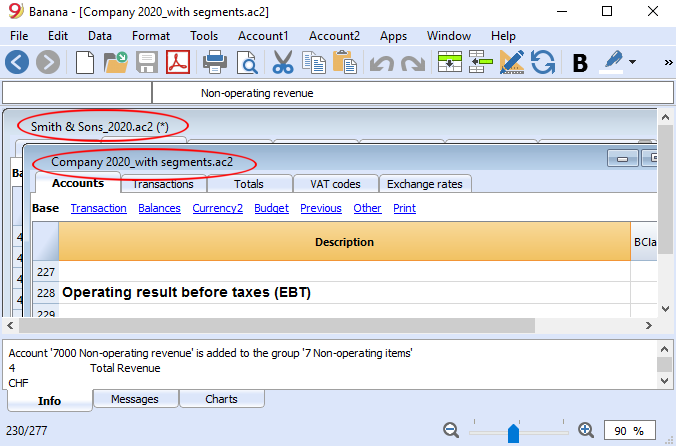 Banana - [Company 2020_with segments.ac2]
File Edit Data Format Tools Account1 Account2 Apps Window Help
B »
Non-operating revenue
Smith & Sons_2020.ac2 (*)
Company 2020_with segments.ac2
Accounts Transactions Totals VAT codes Exchange rates
Base Transaction Balances Currency2 Budget Previous Other Print
Description BCla
227
228 Operating result before taxes (EBT)
229
Account '7000 Non-operating revenue' is added to the group '7 Non-operating items'
4 Total Revenue
CHF
Info Messages Charts
230/277 90 %